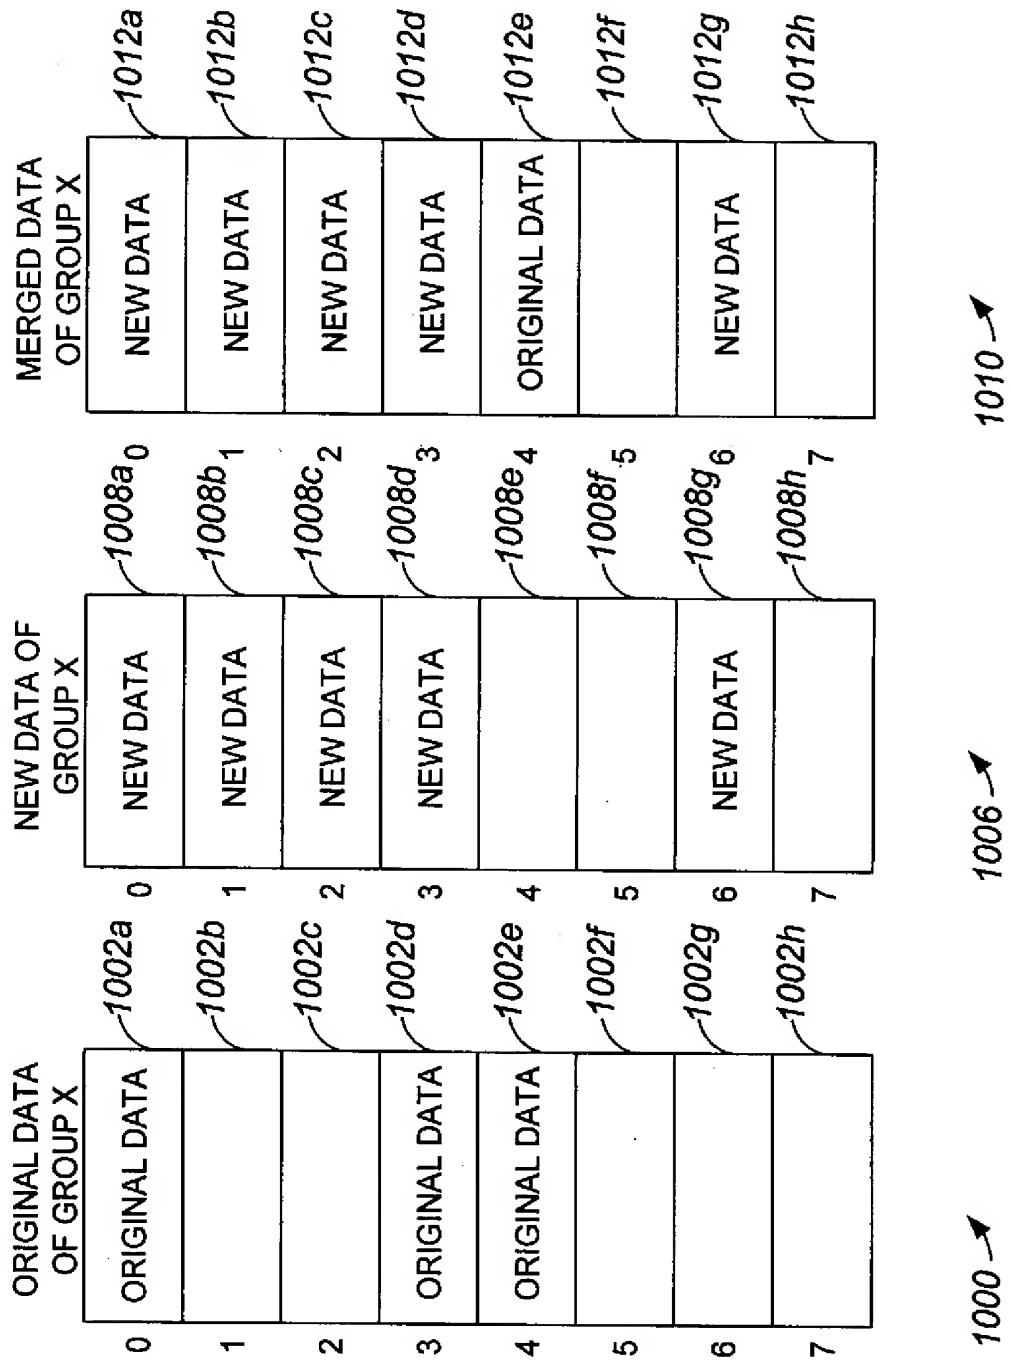 ORIGINAL DATA
OF GROUP X
0
ORIGINAL DATA
1002a
1
1002b
2
1002c
3
ORIGINAL DATA
1002d
4
ORIGINAL DATA
1002e
5
1002f
6
1002g
7
1002h
1000
NEW DATA OF
GROUP X
0
NEW DATA
1008a
1
NEW DATA
1008b
2
NEW DATA
1008c
3
NEW DATA
1008d
4
1008e
5
1008f
6
NEW DATA
1008g
7
1008h
1006
MERGED DATA
OF GROUP X
0
NEW DATA
1012a
1
NEW DATA
1012b
2
NEW DATA
1012c
3
NEW DATA
1012d
4
ORIGINAL DATA
1012e
5
1012f
6
NEW DATA
1012g
7
1012h
1010